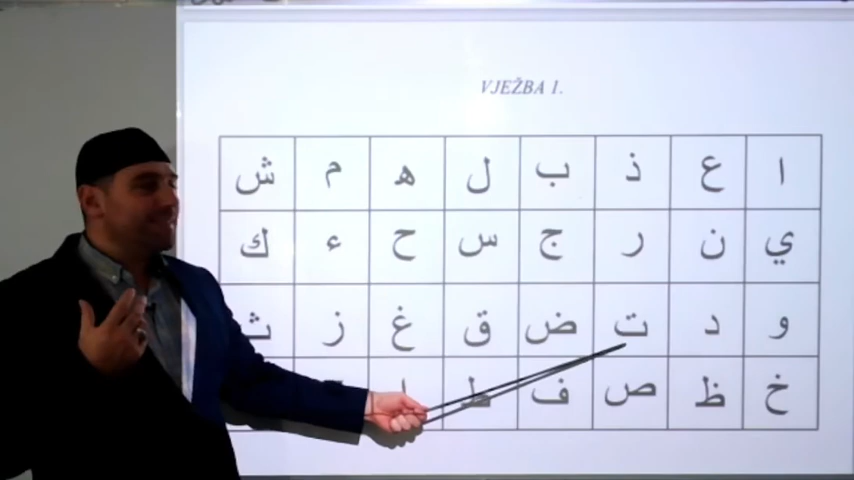 VJEŽBA 1.
ا ع ذ ب ل ه م ش
ي ن ر ج س ح ء ك
و د ت ض ق غ ز ث
خ ظ ص ف ط